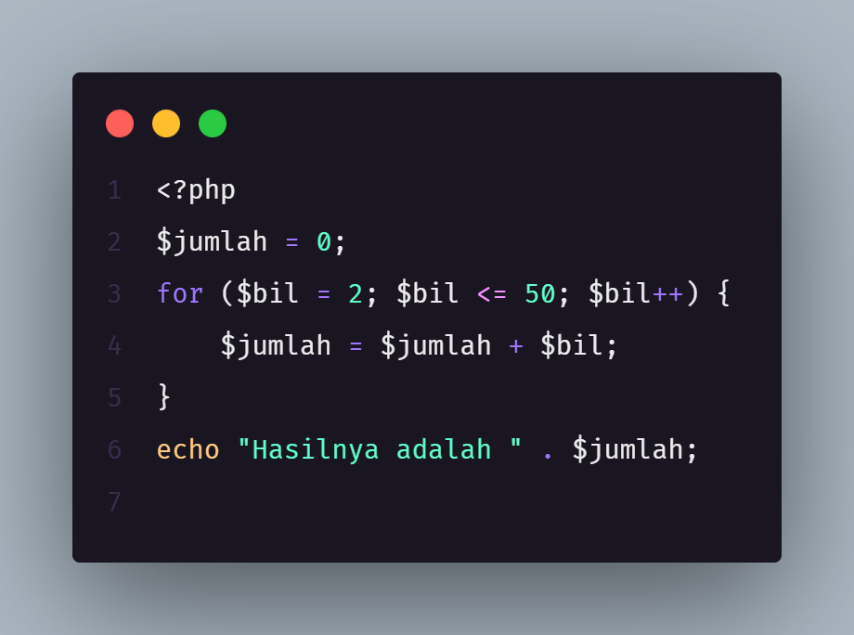 1 <?php
2 $jumlah = 0;
3 for ($bil = 2; $bil <= 50; $bil++) {
4     $jumlah = $jumlah + $bil;
5 }
6 echo "Hasilnya adalah " . $jumlah;
7